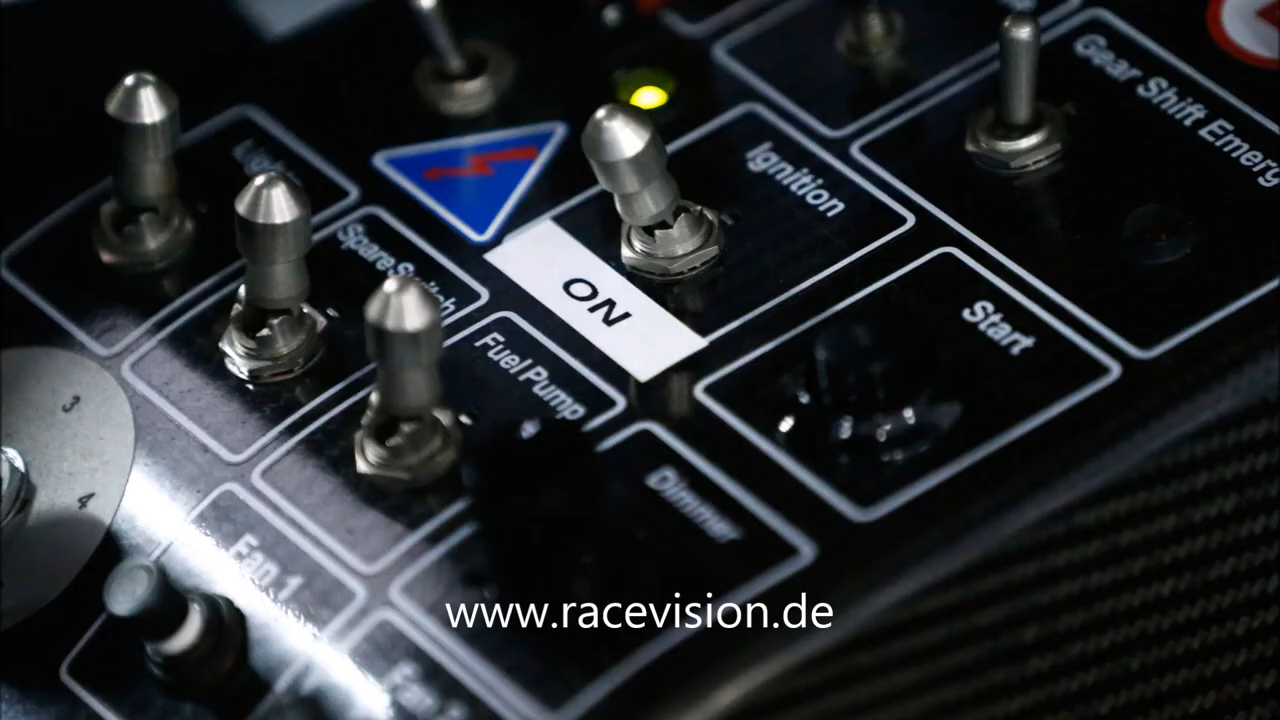 Gear Shift Emerg
Ignition
ON
Spare Switch
Start
Fuel Pump
Dimmer
3
4
Fan 1
www.racevision.de